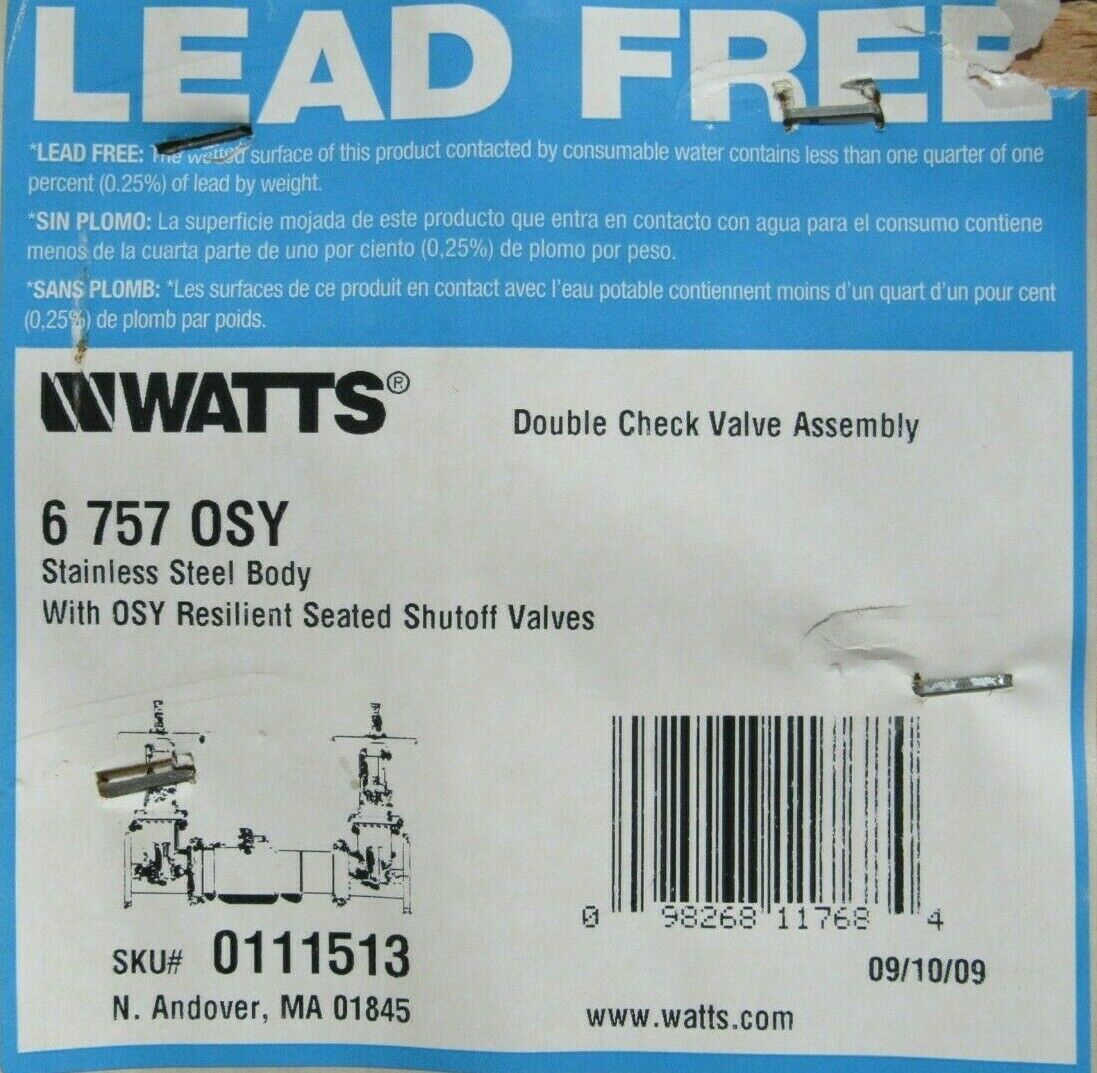 LEAD FREE
*LEAD FREE: The wetted surface of this product contacted by consumable water contains less than one quarter of one
percent (0.25%) of lead by weight.
*SIN PLOMO: La superficie mojada de este producto que entra en contacto con agua para el consumo contiene
menos de la cuarta parte de uno por ciento (0,25%) de plomo por peso.
*SANS PLOMB: *Les surfaces de ce produit en contact avec l'eau potable contiennent moins d'un quart d'un pour cent
(0,25%) de plomb par poids.
WATTS®
Double Check Valve Assembly
6 757 OSY
Stainless Steel Body
With OSY Resilient Seated Shutoff Valves
0 98268 11768 4
SKU# 0111513
09/10/09
N. Andover, MA 01845
www.watts.com